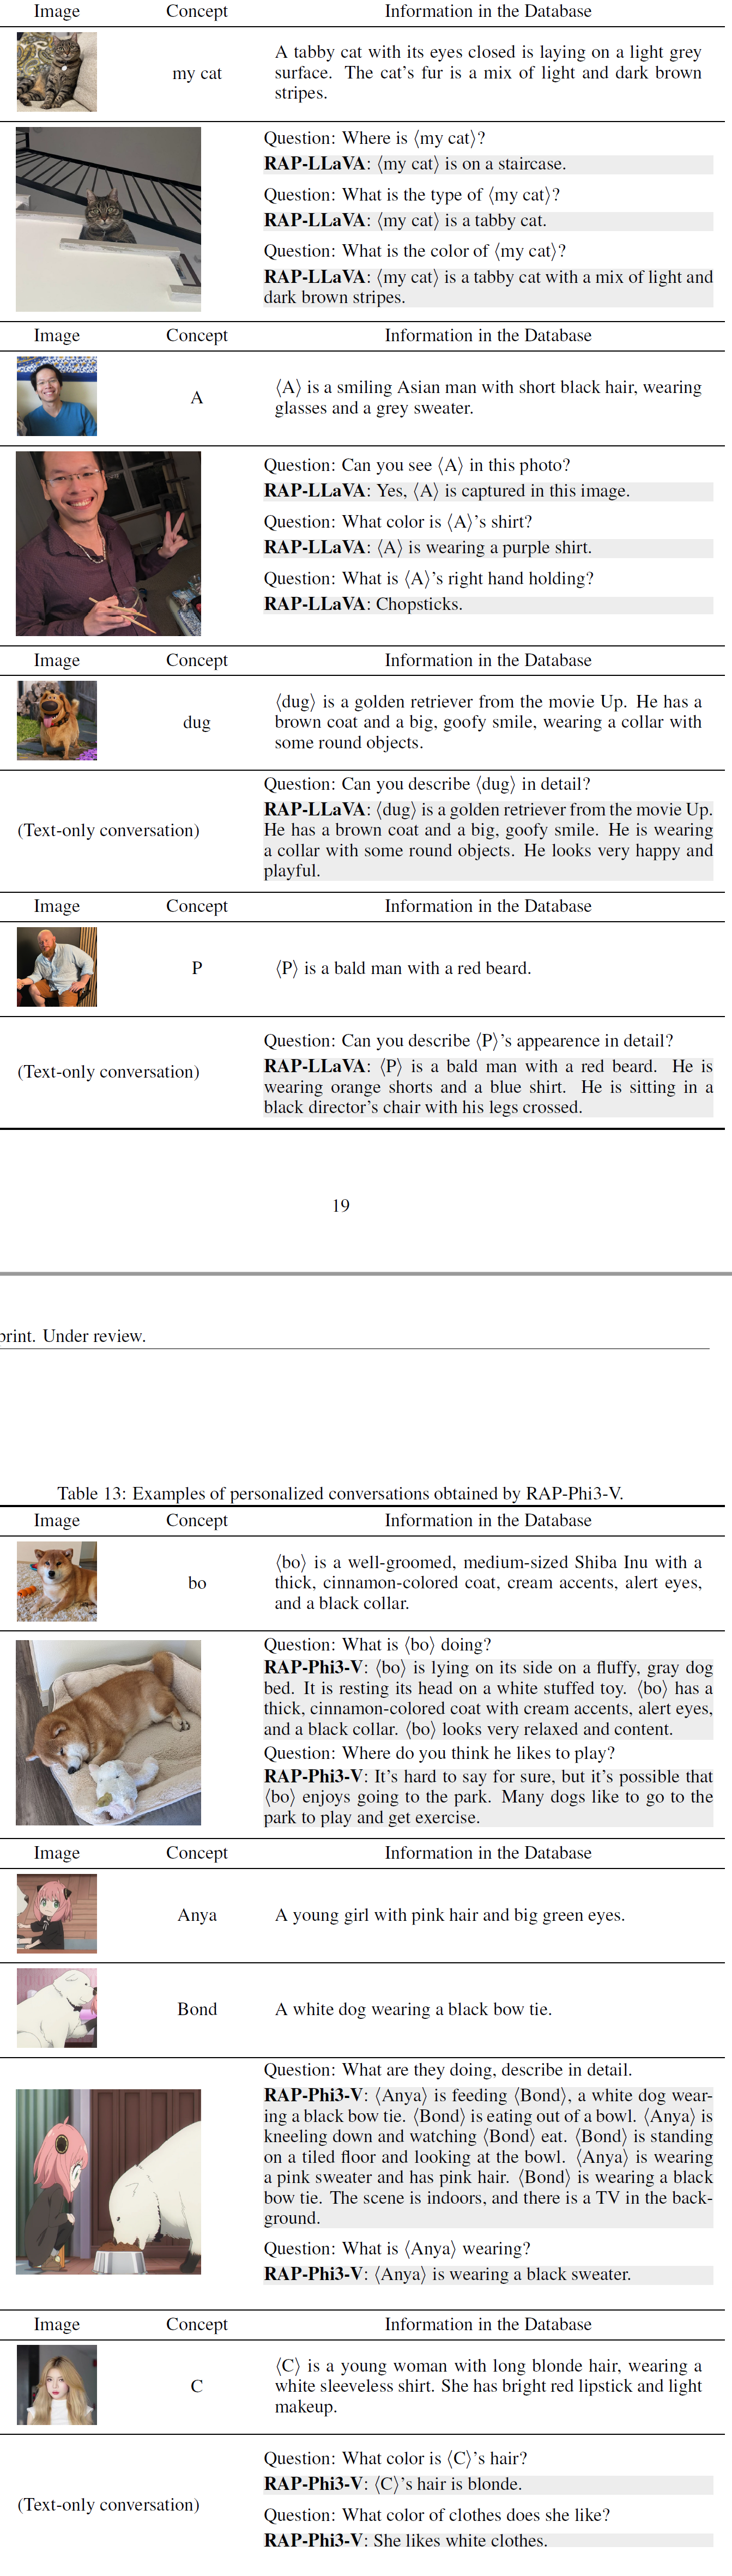 Image Concept Information in the Database
my cat
A tabby cat with its eyes closed is laying on a light grey
surface. The cat's fur is a mix of light and dark brown
stripes.
Question: Where is ⟨my cat⟩?
RAP-LLaVA: ⟨my cat⟩ is on a staircase.
Question: What is the type of ⟨my cat⟩?
RAP-LLaVA: ⟨my cat⟩ is a tabby cat.
Question: What is the color of ⟨my cat⟩?
RAP-LLaVA: ⟨my cat⟩ is a tabby cat with a mix of light and
dark brown stripes.
Image Concept Information in the Database
A
⟨A⟩ is a smiling Asian man with short black hair, wearing
glasses and a grey sweater.
Question: Can you see ⟨A⟩ in this photo?
RAP-LLaVA: Yes, ⟨A⟩ is captured in this image.
Question: What color is ⟨A⟩'s shirt?
RAP-LLaVA: ⟨A⟩ is wearing a purple shirt.
Question: What is ⟨A⟩'s right hand holding?
RAP-LLaVA: Chopsticks.
Image Concept Information in the Database
dug
⟨dug⟩ is a golden retriever from the movie Up. He has a
brown coat and a big, goofy smile, wearing a collar with
some round objects.
(Text-only conversation)
Question: Can you describe ⟨dug⟩ in detail?
RAP-LLaVA: ⟨dug⟩ is a golden retriever from the movie Up.
He has a brown coat and a big, goofy smile. He is wearing
a collar with some round objects. He looks very happy and
playful.
Image Concept Information in the Database
P
⟨P⟩ is a bald man with a red beard.
(Text-only conversation)
Question: Can you describe ⟨P⟩'s appearence in detail?
RAP-LLaVA: ⟨P⟩ is a bald man with a red beard. He is
wearing orange shorts and a blue shirt. He is sitting in a
black director's chair with his legs crossed.
19
print. Under review.
Table 13: Examples of personalized conversations obtained by RAP-Phi3-V.
Image Concept Information in the Database
bo
⟨bo⟩ is a well-groomed, medium-sized Shiba Inu with a
thick, cinnamon-colored coat, cream accents, alert eyes,
and a black collar.
Question: What is ⟨bo⟩ doing?
RAP-Phi3-V: ⟨bo⟩ is lying on its side on a fluffy, gray dog
bed. It is resting its head on a white stuffed toy. ⟨bo⟩ has a
thick, cinnamon-colored coat with cream accents, alert eyes,
and a black collar. ⟨bo⟩ looks very relaxed and content.
Question: Where do you think he likes to play?
RAP-Phi3-V: It's hard to say for sure, but it's possible that
⟨bo⟩ enjoys going to the park. Many dogs like to go to the
park to play and get exercise.
Image Concept Information in the Database
Anya
A young girl with pink hair and big green eyes.
Bond
A white dog wearing a black bow tie.
Question: What are they doing, describe in detail.
RAP-Phi3-V: ⟨Anya⟩ is feeding ⟨Bond⟩, a white dog wear-
ing a black bow tie. ⟨Bond⟩ is eating out of a bowl. ⟨Anya⟩ is
kneeling down and watching ⟨Bond⟩ eat. ⟨Bond⟩ is standing
on a tiled floor and looking at the bowl. ⟨Anya⟩ is wearing
a pink sweater and has pink hair. ⟨Bond⟩ is wearing a black
bow tie. The scene is indoors, and there is a TV in the back-
ground.
Question: What is ⟨Anya⟩ wearing?
RAP-Phi3-V: ⟨Anya⟩ is wearing a black sweater.
Image Concept Information in the Database
C
⟨C⟩ is a young woman with long blonde hair, wearing a
white sleeveless shirt. She has bright red lipstick and light
makeup.
(Text-only conversation)
Question: What color is ⟨C⟩'s hair?
RAP-Phi3-V: ⟨C⟩'s hair is blonde.
Question: What color of clothes does she like?
RAP-Phi3-V: She likes white clothes.